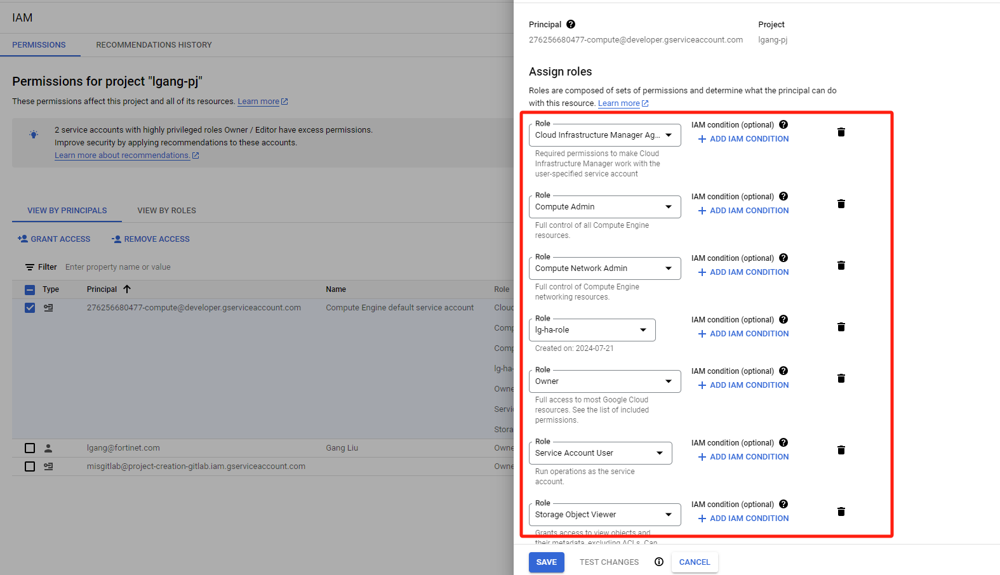 IAM
PERMISSIONS RECOMMENDATIONS HISTORY
Permissions for project "lgang-pj"
These permissions affect this project and all of its resources. Learn more
2 service accounts with highly privileged roles Owner / Editor have excess permissions.
Improve security by applying recommendations to these accounts.
Learn more about recommendations.
VIEW BY PRINCIPALS VIEW BY ROLES
GRANT ACCESS REMOVE ACCESS
Filter Enter property name or value
Type Principal Name Role
276256680477-compute@developer.gserviceaccount.com Compute Engine default service account Cloud
Comp
Comp
lg-ha-
Owne
Servi
Stora
lgang@fortinet.com Gang Liu Owne
misgitlab@project-creation-gitlab.iam.gserviceaccount.com Owne
Principal Project
276256680477-compute@developer.gserviceaccount.com lgang-pj
Assign roles
Roles are composed of sets of permissions and determine what the principal can do
with this resource. Learn more
Role IAM condition (optional)
Cloud Infrastructure Manager Ag... ADD IAM CONDITION
Required permissions to make Cloud
Infrastructure Manager work with the
user-specified service account
Role IAM condition (optional)
Compute Admin ADD IAM CONDITION
Full control of all Compute Engine
resources.
Role IAM condition (optional)
Compute Network Admin ADD IAM CONDITION
Full control of Compute Engine
networking resources.
Role IAM condition (optional)
lg-ha-role ADD IAM CONDITION
Created on: 2024-07-21
Role IAM condition (optional)
Owner ADD IAM CONDITION
Full access to most Google Cloud
resources. See the list of included
permissions.
Role IAM condition (optional)
Service Account User ADD IAM CONDITION
Run operations as the service
account.
Role IAM condition (optional)
Storage Object Viewer ADD IAM CONDITION
Grants access to view objects and
their metadata, excluding ACLs. Can
SAVE TEST CHANGES CANCEL